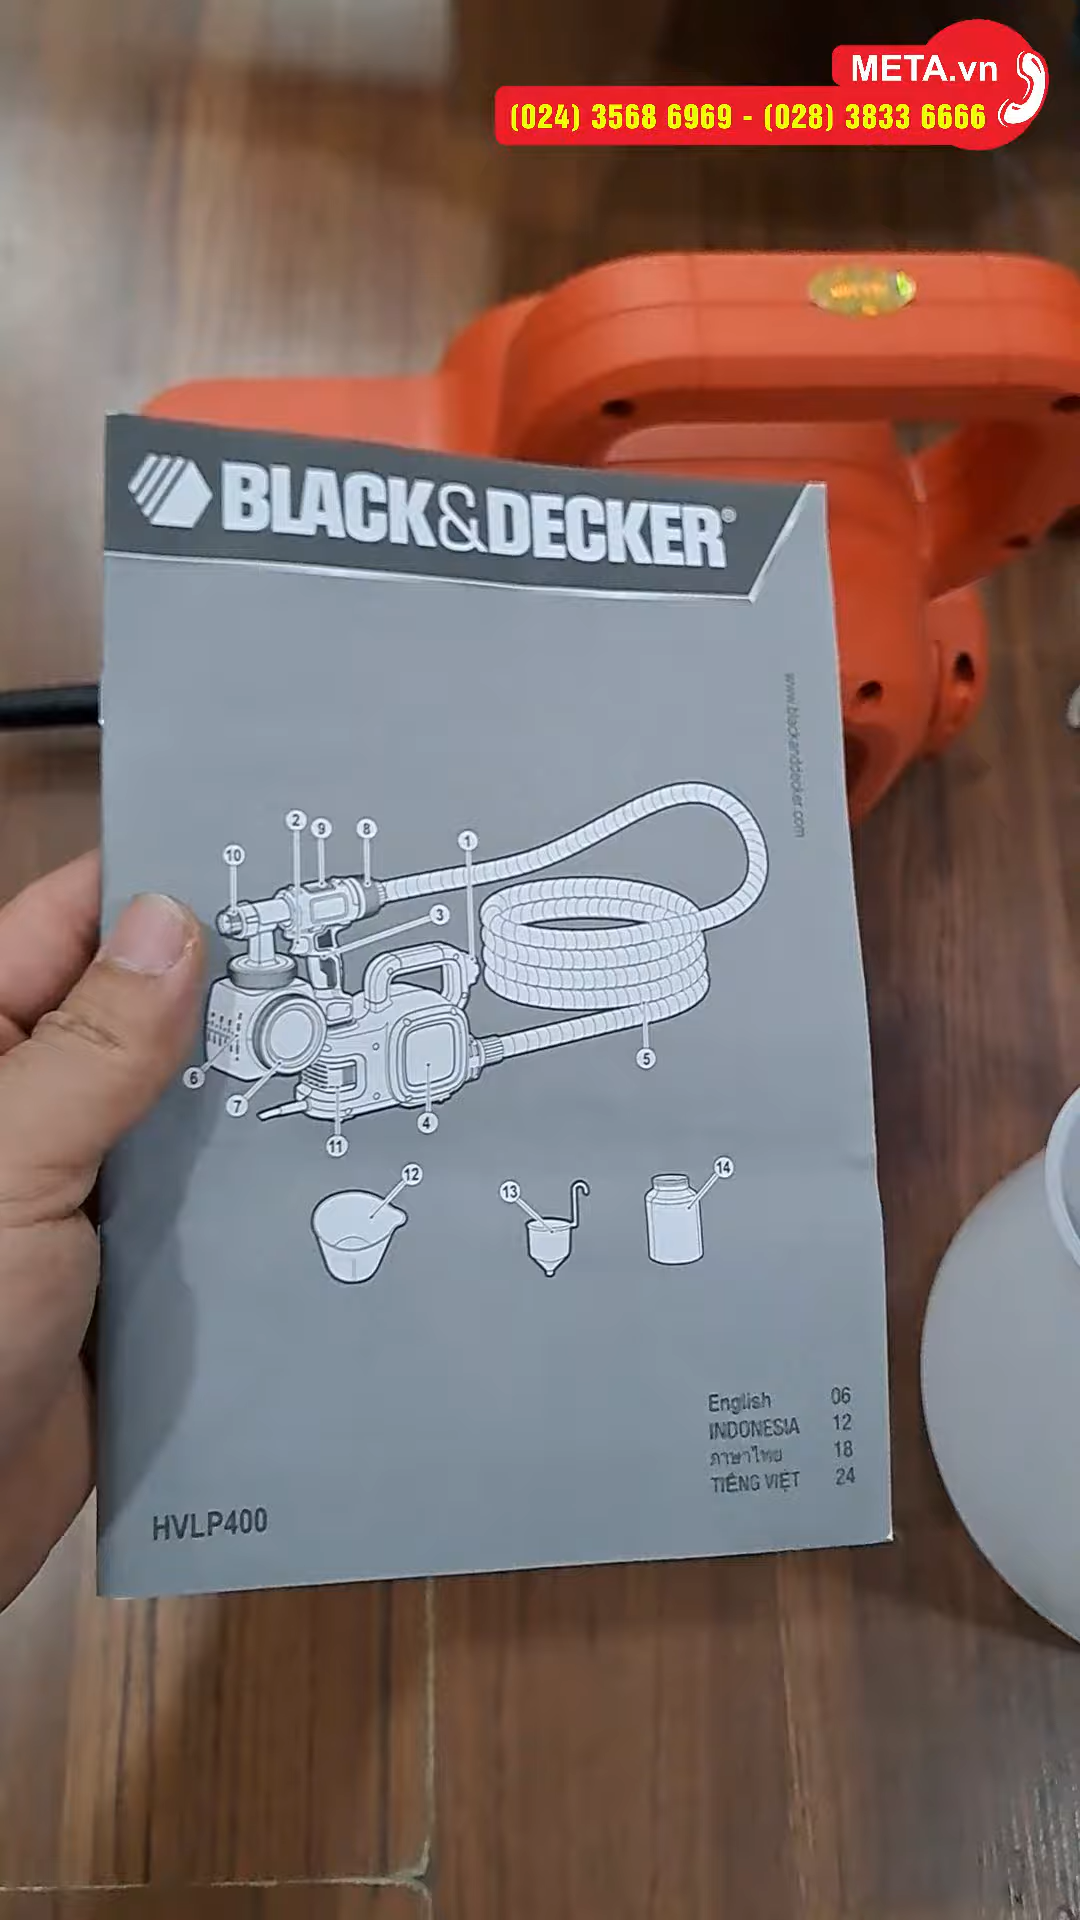 META.vn
(024) 3568 6969 - (028) 3833 6666
BLACK&DECKER®
www.blackanddecker.com
2
9
8
1
10
3
5
6
7
4
11
12
13
14
English 06
INDONESIA 12
ภาษาไทย 18
TIẾNG VIỆT 24
HVLP400